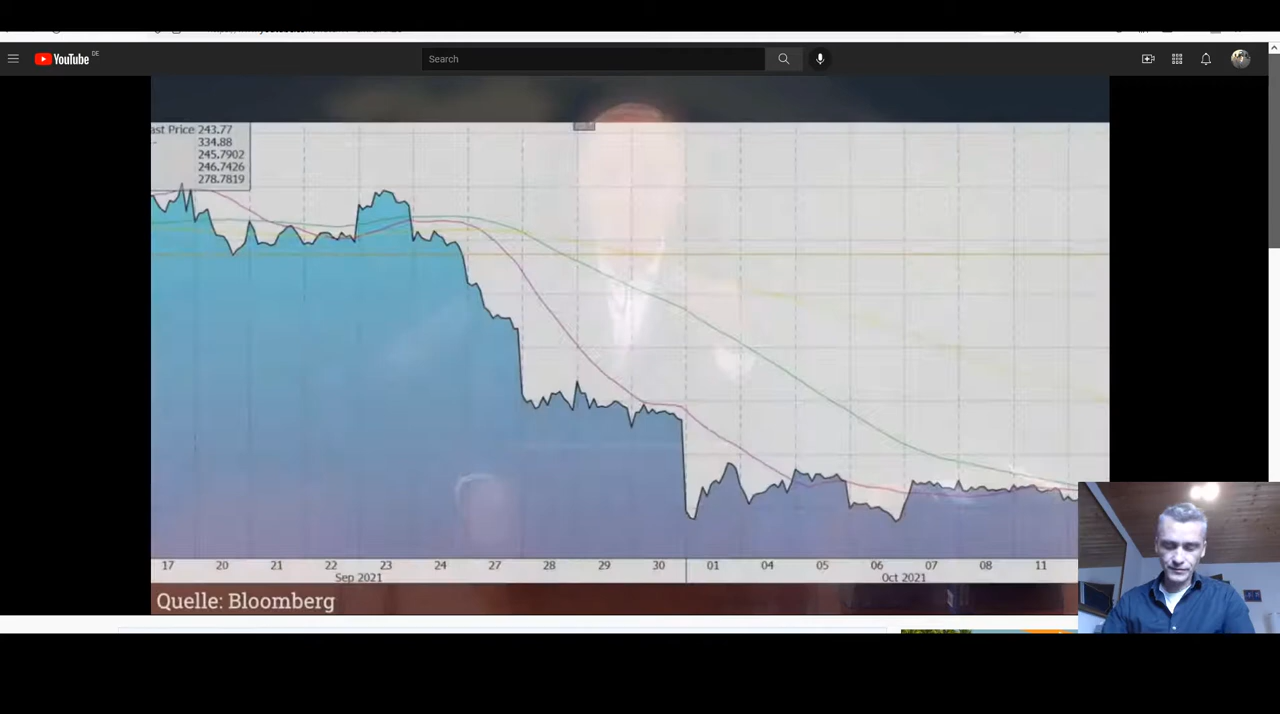 YouTube DE
Search
ast Price 243.77
334.88
245.7902
246.7426
278.7819
17 20 21 22 23 24 27 28 29 30 01 04 05 06 07 08 11
Sep 2021 Oct 2021
Quelle: Bloomberg